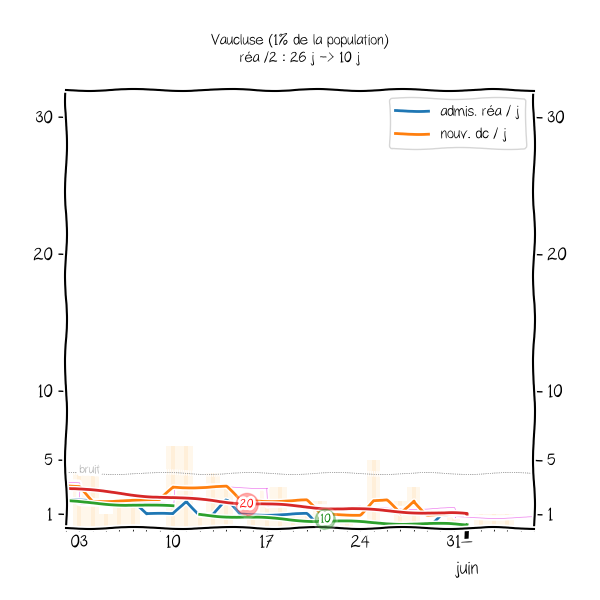 Vaucluse (1% de la population)
réa /2 : 26 j -> 10 j
admis. réa / j
nouv. dc / j
30
30
20
20
10
10
5
5
bruit
1
1
20
10
03
10
17
24
31
juin